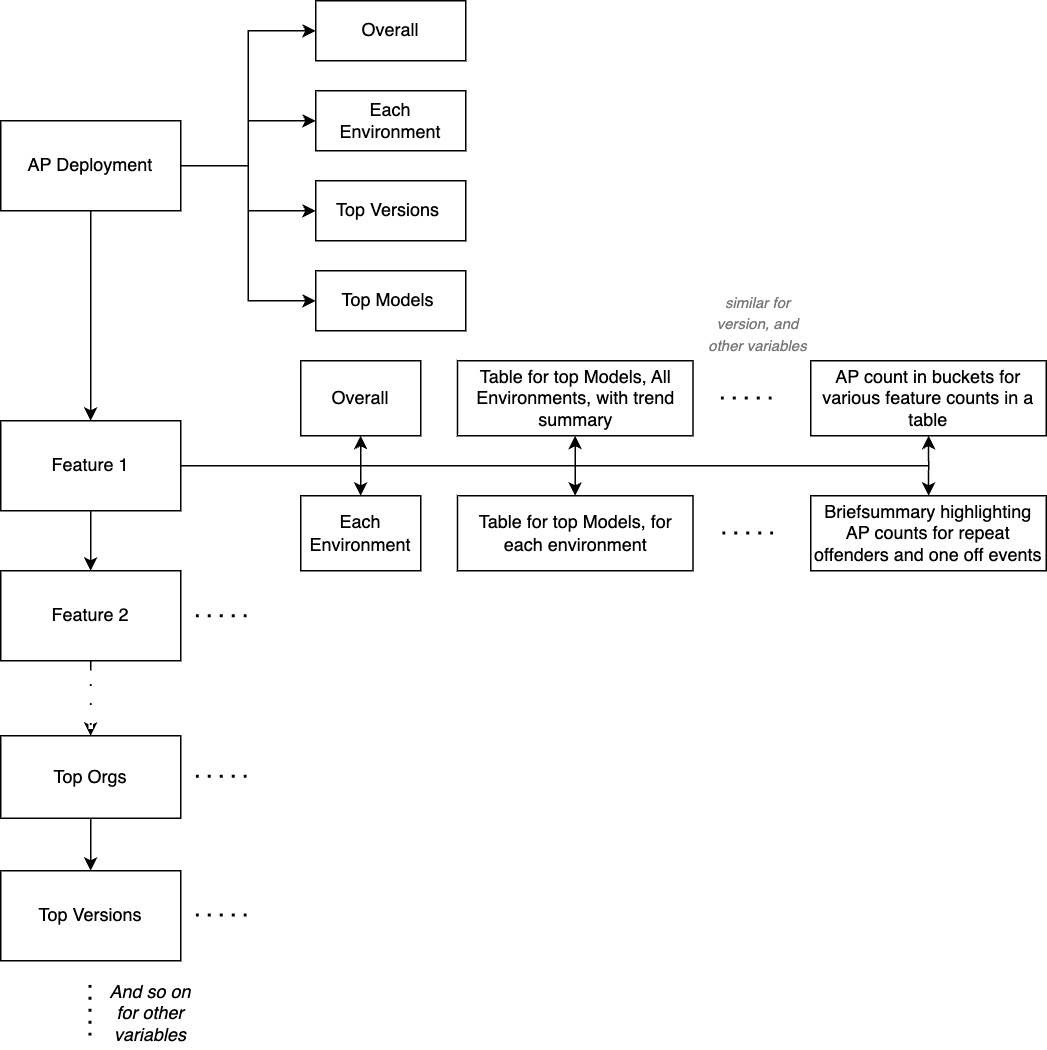 Overall
Each
Environment
AP Deployment
Top Versions
Top Models
similar for
version, and
other variables
Overall
Table for top Models, All
Environments, with trend
summary
. . . . .
AP count in buckets for
various feature counts in a
table
Feature 1
Each
Environment
Table for top Models, for
each environment
. . . . .
Briefsummary highlighting
AP counts for repeat
offenders and one off events
Feature 2
. . . . .
Top Orgs
. . . . .
Top Versions
. . . . .
And so on
for other
variables